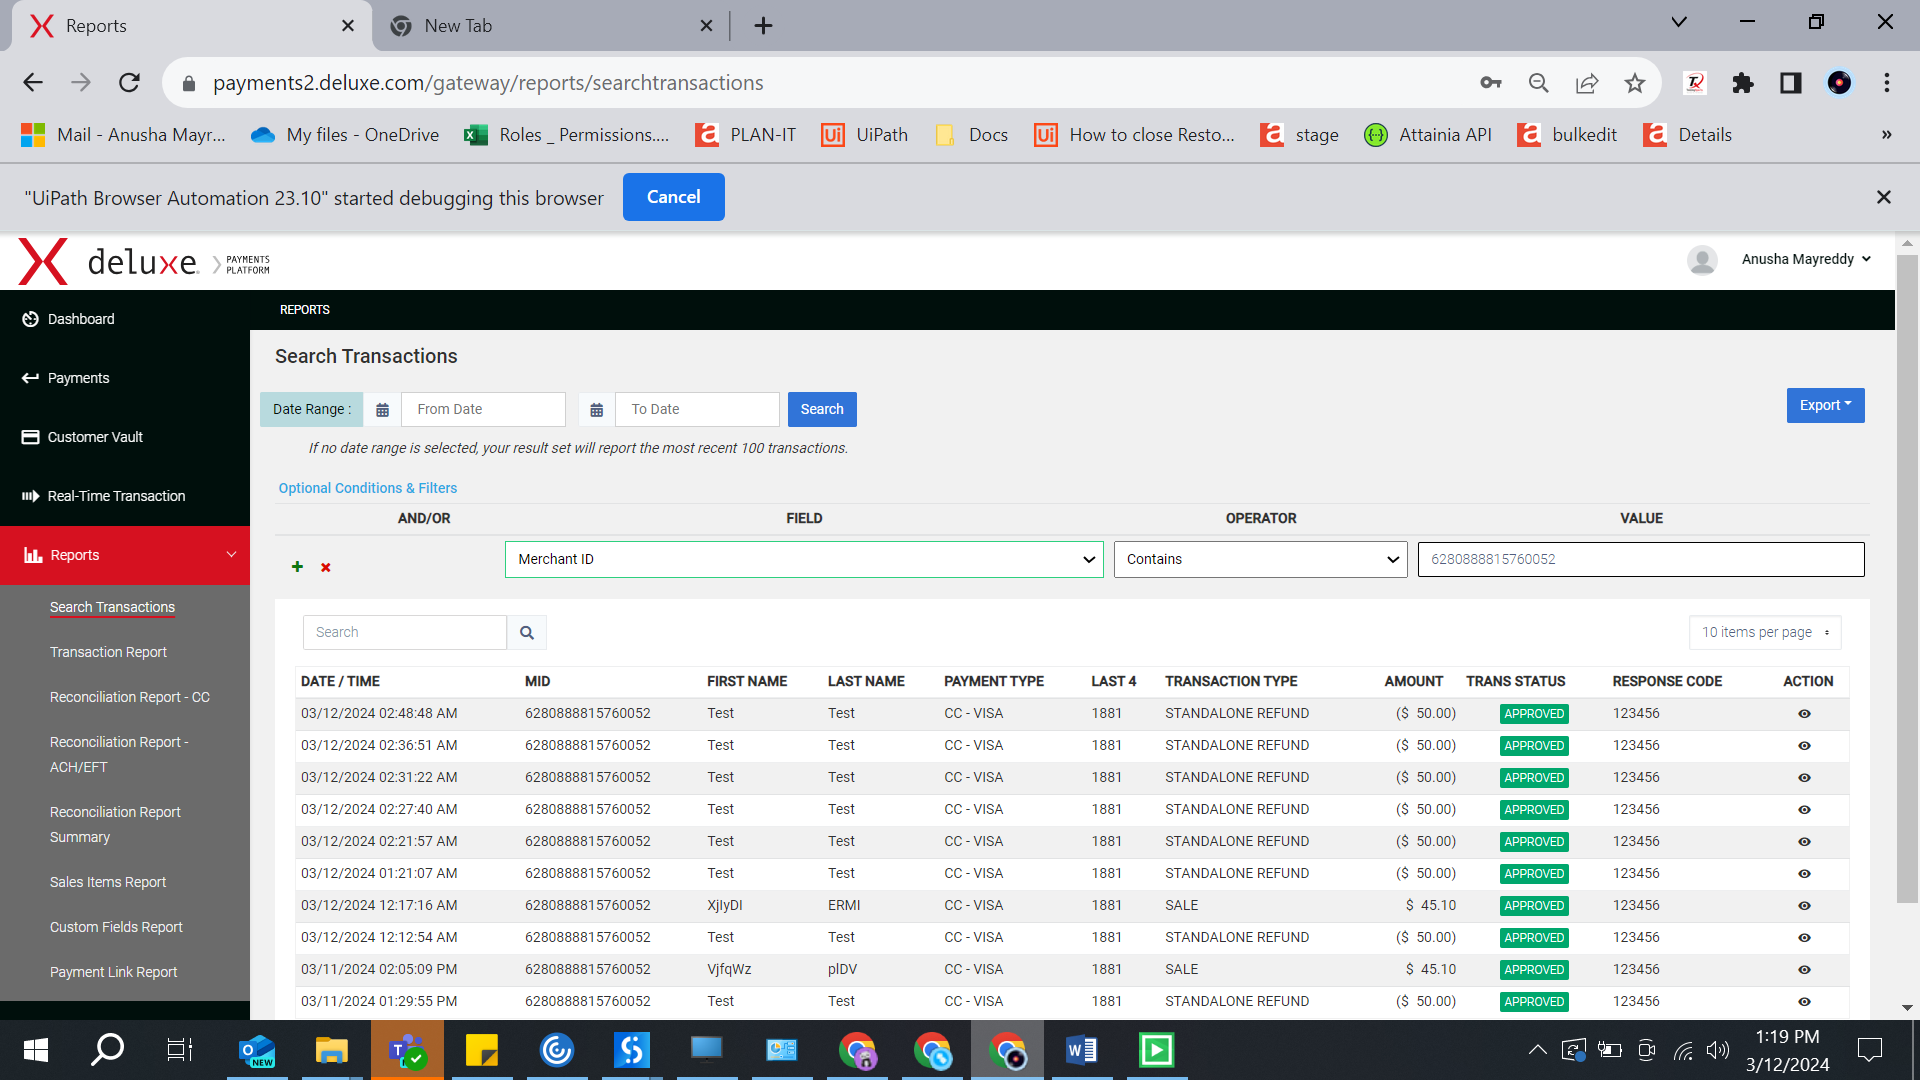 Reports
New Tab
payments2.deluxe.com/gateway/reports/searchtransactions
Mail - Anusha Mayr...
My files - OneDrive
Roles _ Permissions....
PLAN-IT
UiPath
Docs
How to close Resto...
stage
Attainia API
bulkedit
Details
»
"UiPath Browser Automation 23.10" started debugging this browser
Cancel
deluxe.
PAYMENTS
PLATFORM
Anusha Mayreddy
Dashboard
Payments
Customer Vault
Real-Time Transaction
Reports
Search Transactions
Transaction Report
Reconciliation Report - CC
Reconciliation Report -
ACH/EFT
Reconciliation Report
Summary
Sales Items Report
Custom Fields Report
Payment Link Report
REPORTS
Search Transactions
Date Range :
From Date
To Date
Search
Export
If no date range is selected, your result set will report the most recent 100 transactions.
Optional Conditions & Filters
AND/OR FIELD OPERATOR VALUE
Merchant ID Contains 6280888815760052
Search
10 items per page
DATE / TIME MID FIRST NAME LAST NAME PAYMENT TYPE LAST 4 TRANSACTION TYPE AMOUNT TRANS STATUS RESPONSE CODE ACTION
03/12/2024 02:48:48 AM 6280888815760052 Test Test CC - VISA 1881 STANDALONE REFUND ($ 50.00) APPROVED 123456
03/12/2024 02:36:51 AM 6280888815760052 Test Test CC - VISA 1881 STANDALONE REFUND ($ 50.00) APPROVED 123456
03/12/2024 02:31:22 AM 6280888815760052 Test Test CC - VISA 1881 STANDALONE REFUND ($ 50.00) APPROVED 123456
03/12/2024 02:27:40 AM 6280888815760052 Test Test CC - VISA 1881 STANDALONE REFUND ($ 50.00) APPROVED 123456
03/12/2024 02:21:57 AM 6280888815760052 Test Test CC - VISA 1881 STANDALONE REFUND ($ 50.00) APPROVED 123456
03/12/2024 01:21:07 AM 6280888815760052 Test Test CC - VISA 1881 STANDALONE REFUND ($ 50.00) APPROVED 123456
03/12/2024 12:17:16 AM 6280888815760052 XjIyDI ERMI CC - VISA 1881 SALE $ 45.10 APPROVED 123456
03/12/2024 12:12:54 AM 6280888815760052 Test Test CC - VISA 1881 STANDALONE REFUND ($ 50.00) APPROVED 123456
03/11/2024 02:05:09 PM 6280888815760052 VjfqWz plDV CC - VISA 1881 SALE $ 45.10 APPROVED 123456
03/11/2024 01:29:55 PM 6280888815760052 Test Test CC - VISA 1881 STANDALONE REFUND ($ 50.00) APPROVED 123456
NEW
1:19 PM
3/12/2024